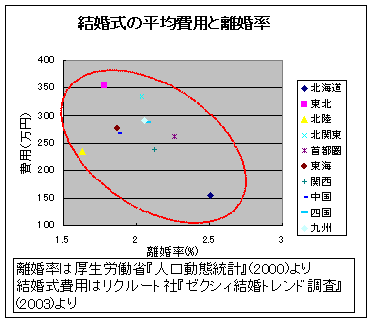 結婚式の平均費用と離婚率
400
350
300
250
200
150
100
費用(万円)
1.5
2
2.5
3
離婚率(%)
北海道
東北
北陸
北関東
首都圏
東海
関西
中国
四国
九州
離婚率は厚生労働省『人口動態統計』(2000)より
結婚式費用はリクルート社『ゼクシィ結婚トレンド調査』
(2003)より